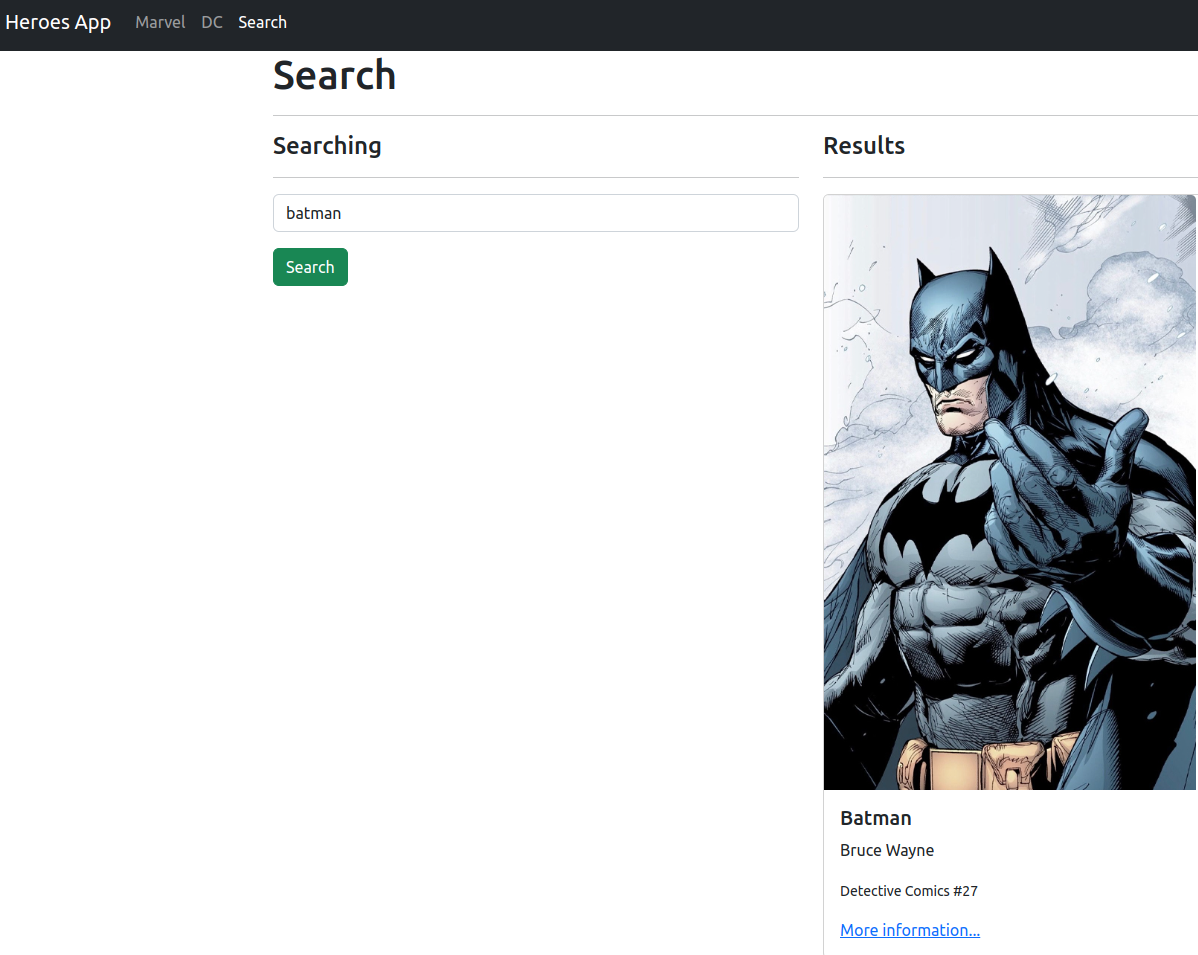 Heroes App Marvel DC Search
Search
Searching
batman
Search
Results
Batman
Bruce Wayne
Detective Comics #27
More information...